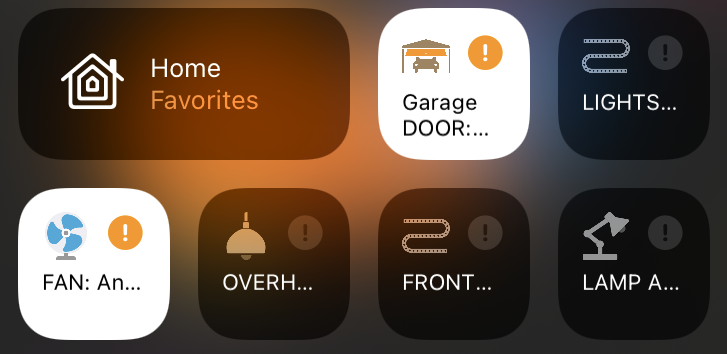 Home
Favorites
Garage
DOOR:...
LIGHTS...
FAN: An...
OVERH...
FRONT...
LAMP A...